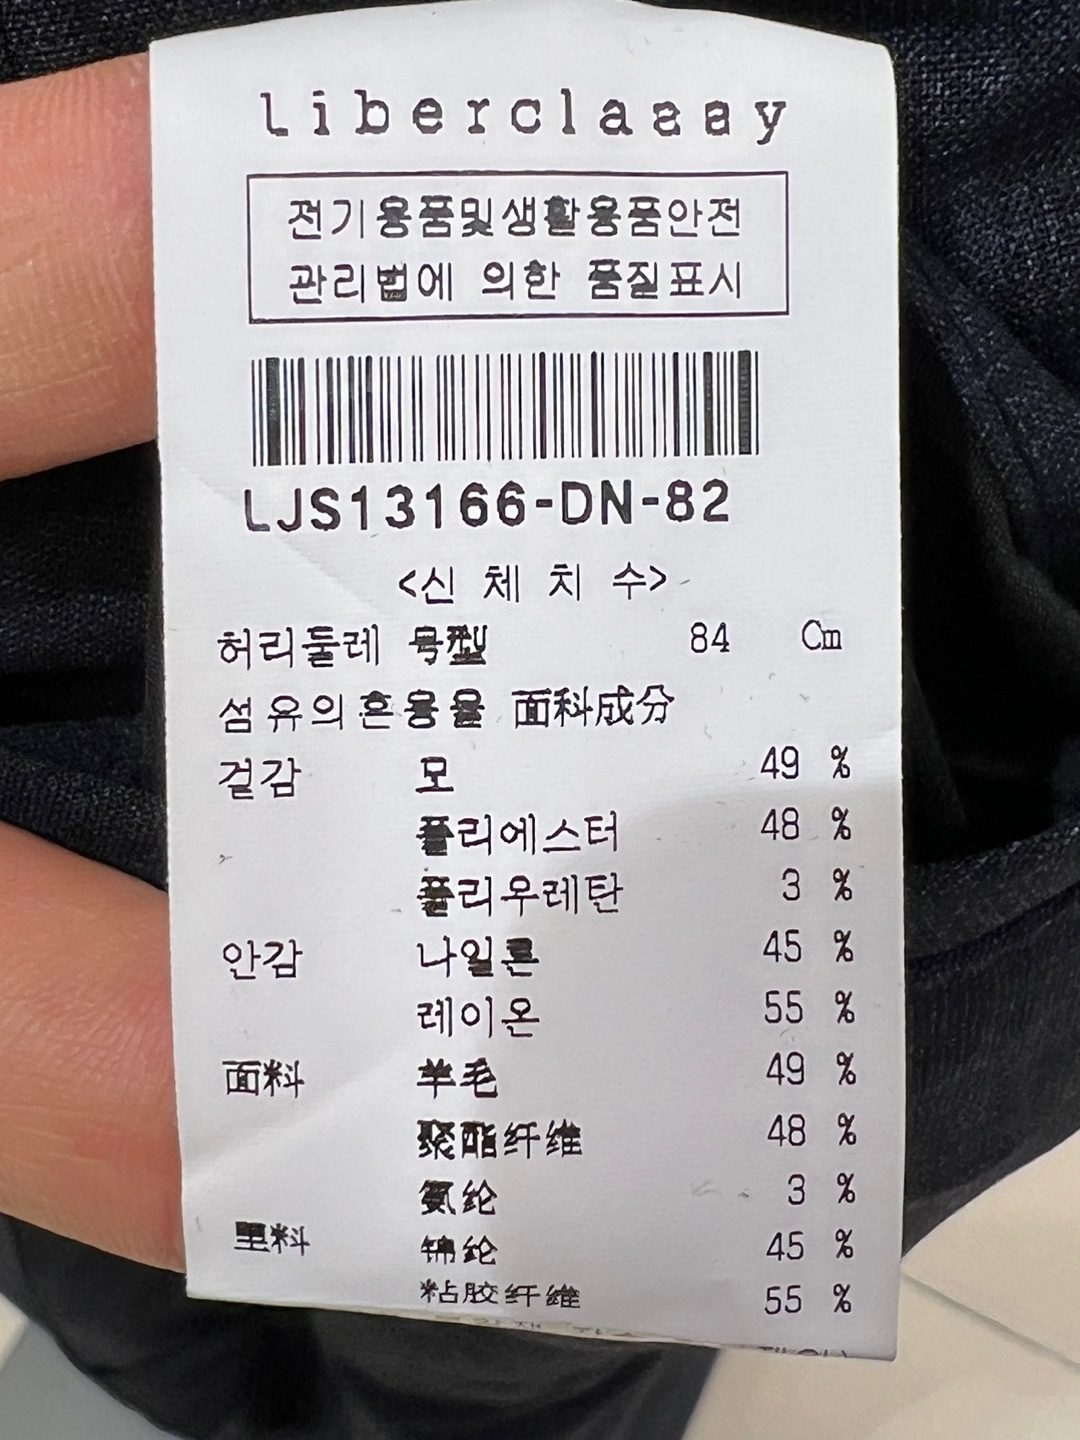 liberclassy
전기용품및생활용품안전
관리법에 의한 품질표시
LJS13166-DN-82
<신 체 치 수>
허리둘레 号型 84 Cm
섬유의혼용율 面料成分
겉감 모 49 %
폴리에스터 48 %
폴리우레탄 3 %
안감 나일론 45 %
레이온 55 %
面料 羊毛 49 %
聚酯纤维 48 %
氨纶 3 %
里料 锦纶 45 %
粘胶纤维 55 %